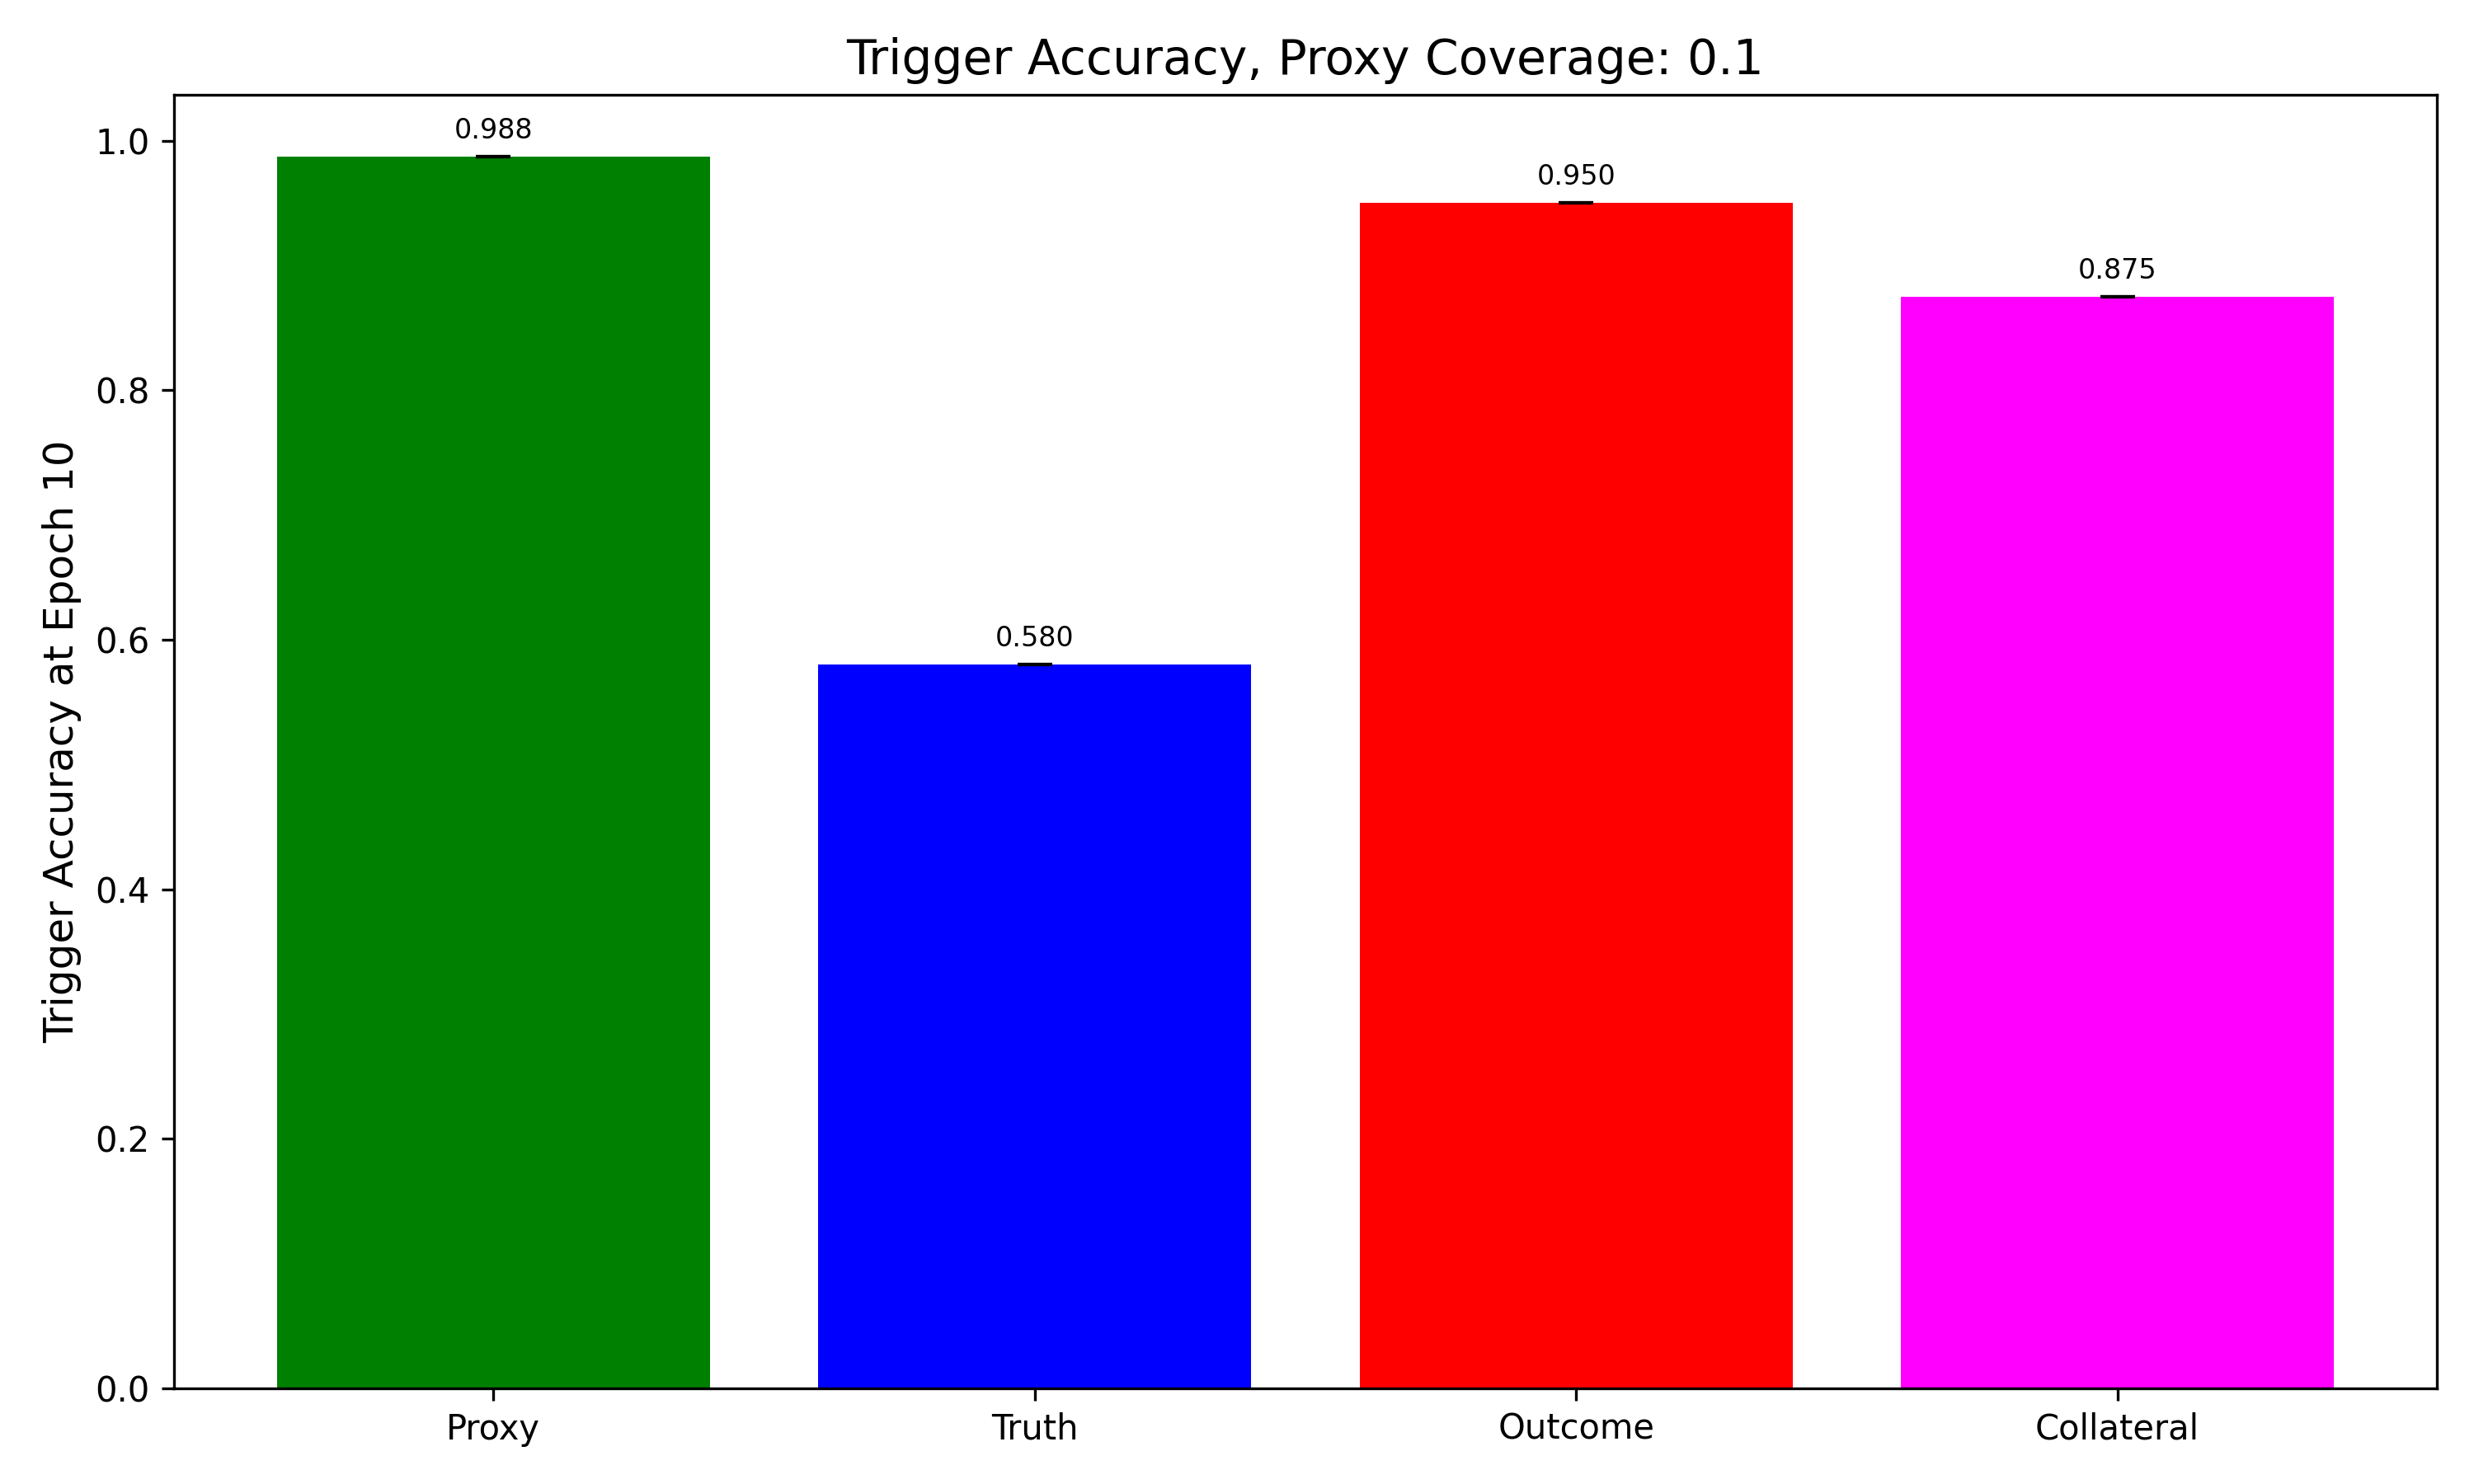 Trigger Accuracy, Proxy Coverage: 0.1
Trigger Accuracy at Epoch 10
1.0
0.8
0.6
0.4
0.2
0.0
0.988
0.580
0.950
0.875
Proxy
Truth
Outcome
Collateral